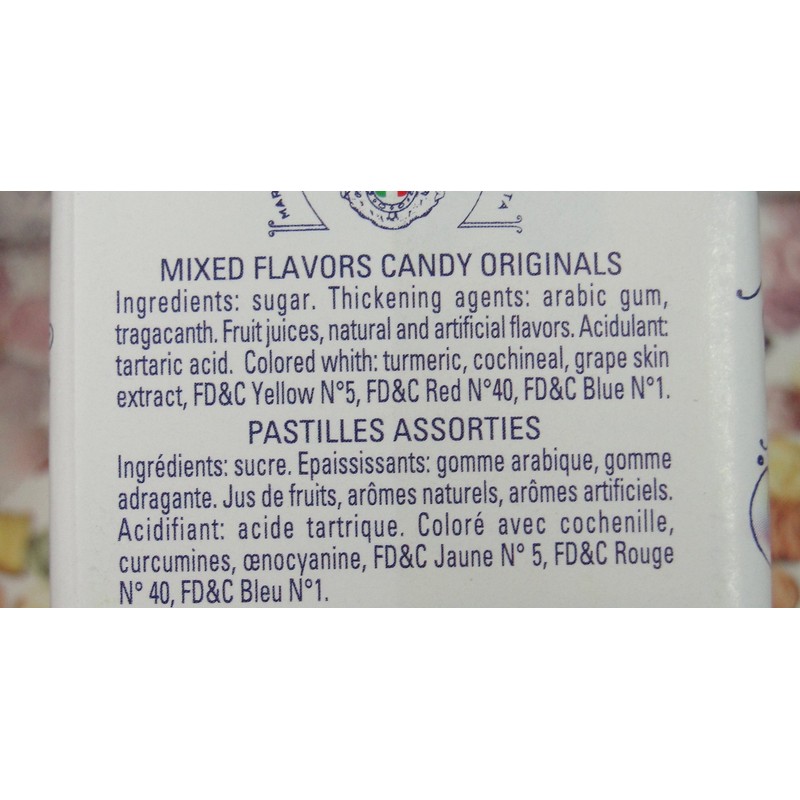 MIXED FLAVORS CANDY ORIGINALS
Ingredients: sugar. Thickening agents: arabic gum,
tragacanth. Fruit juices, natural and artificial flavors. Acidulant:
tartaric acid. Colored whith: turmeric, cochineal, grape skin
extract, FD&C Yellow N°5, FD&C Red N°40, FD&C Blue N°1.
PASTILLES ASSORTIES
Ingrédients: sucre. Epaississants: gomme arabique, gomme
adragante. Jus de fruits, arômes naturels, arômes artificiels.
Acidifiant: acide tartrique. Coloré avec cochenille,
curcumines, œnocyanine, FD&C Jaune N° 5, FD&C Rouge
N° 40, FD&C Bleu N°1.